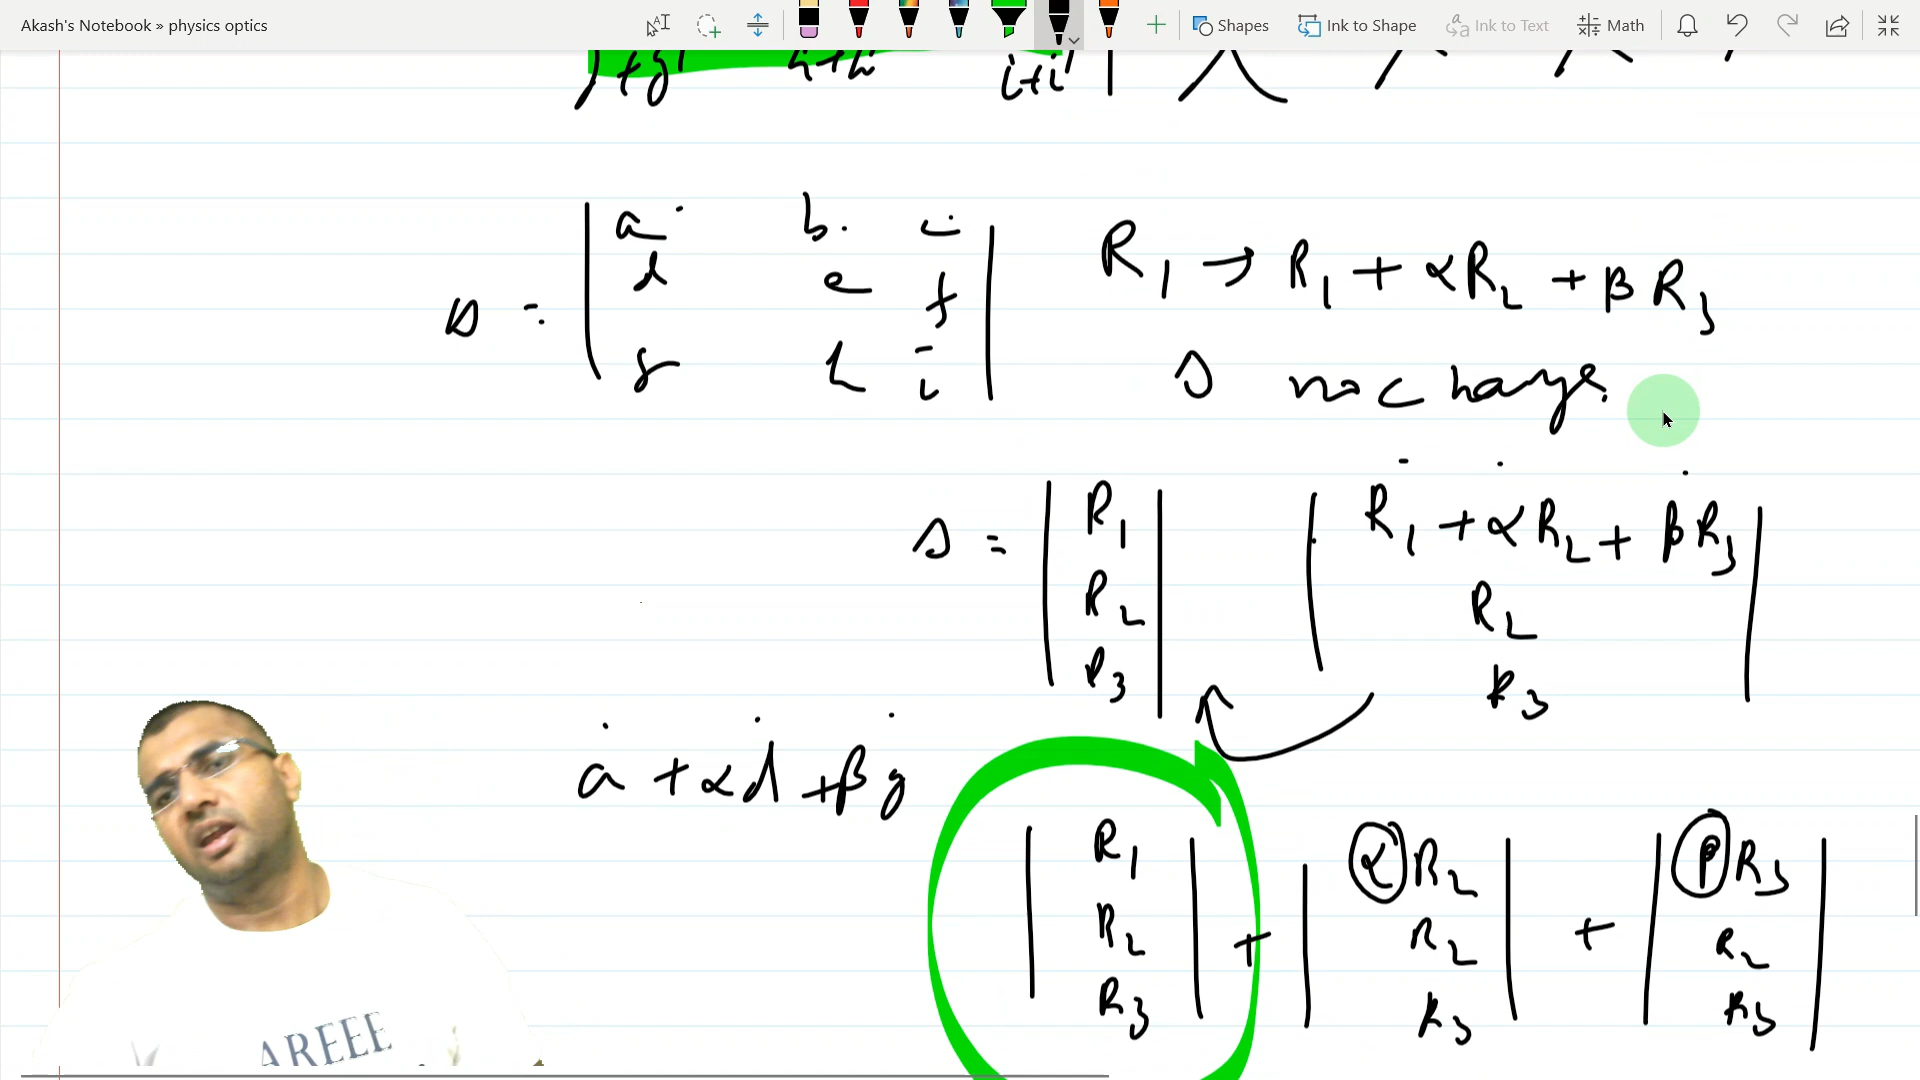 Akash's Notebook » physics optics
Shapes
Ink to Shape
Ink to Text
Math
+g'
h+h'
i+i'
Δ =
| a b c |
| d e f |
| g h i |
R1 → R1 + αR2 + βR3
Δ no change.
Δ =
| R1 |
| R2 |
| R3 |
| R1 + αR2 + βR3 |
| R2 |
| R3 |
a + αd + βg
| R1 | + | αR2 | + | βR3 |
| R2 | | R2 | | R2 |
| R3 | | R3 | | R3 |
AREEE